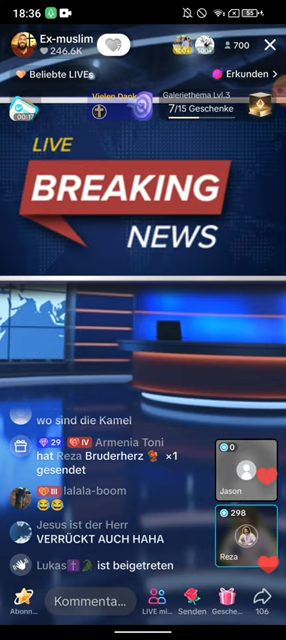 18:36
55
Ex-muslim
246.6K
700
Beliebte LIVEs
Erkunden >
00:17
Vielen Dank
Galeriethema Lvl.3
7/15 Geschenke
LIVE
BREAKING
NEWS
wo sind die Kamel
29 IV Armenia Toni
hat Reza Bruderherz ×1
gesendet
III lalala-boom
😂😂
Jesus ist der Herr
VERRÜCKT AUCH HAHA
Lukas✝️🌶 ist beigetreten
0
Jason
298
Reza
Abonn...
Kommenta...
LIVE mi...
Senden
Gesche...
106